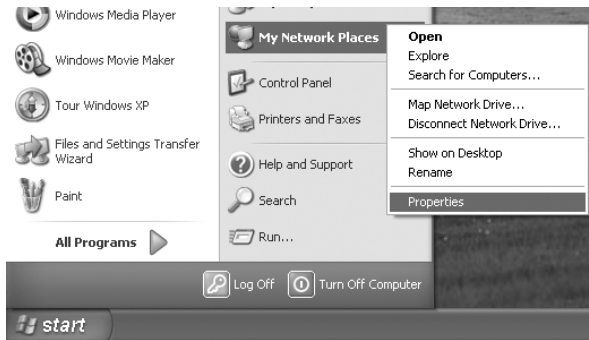 Windows Media Player
Windows Movie Maker
Tour Windows XP
Files and Settings Transfer
Wizard
Paint
All Programs
My Network Places
Control Panel
Printers and Faxes
Help and Support
Search
Run...
Open
Explore
Search for Computers...
Map Network Drive...
Disconnect Network Drive...
Show on Desktop
Rename
Properties
Log Off
Turn Off Computer
start